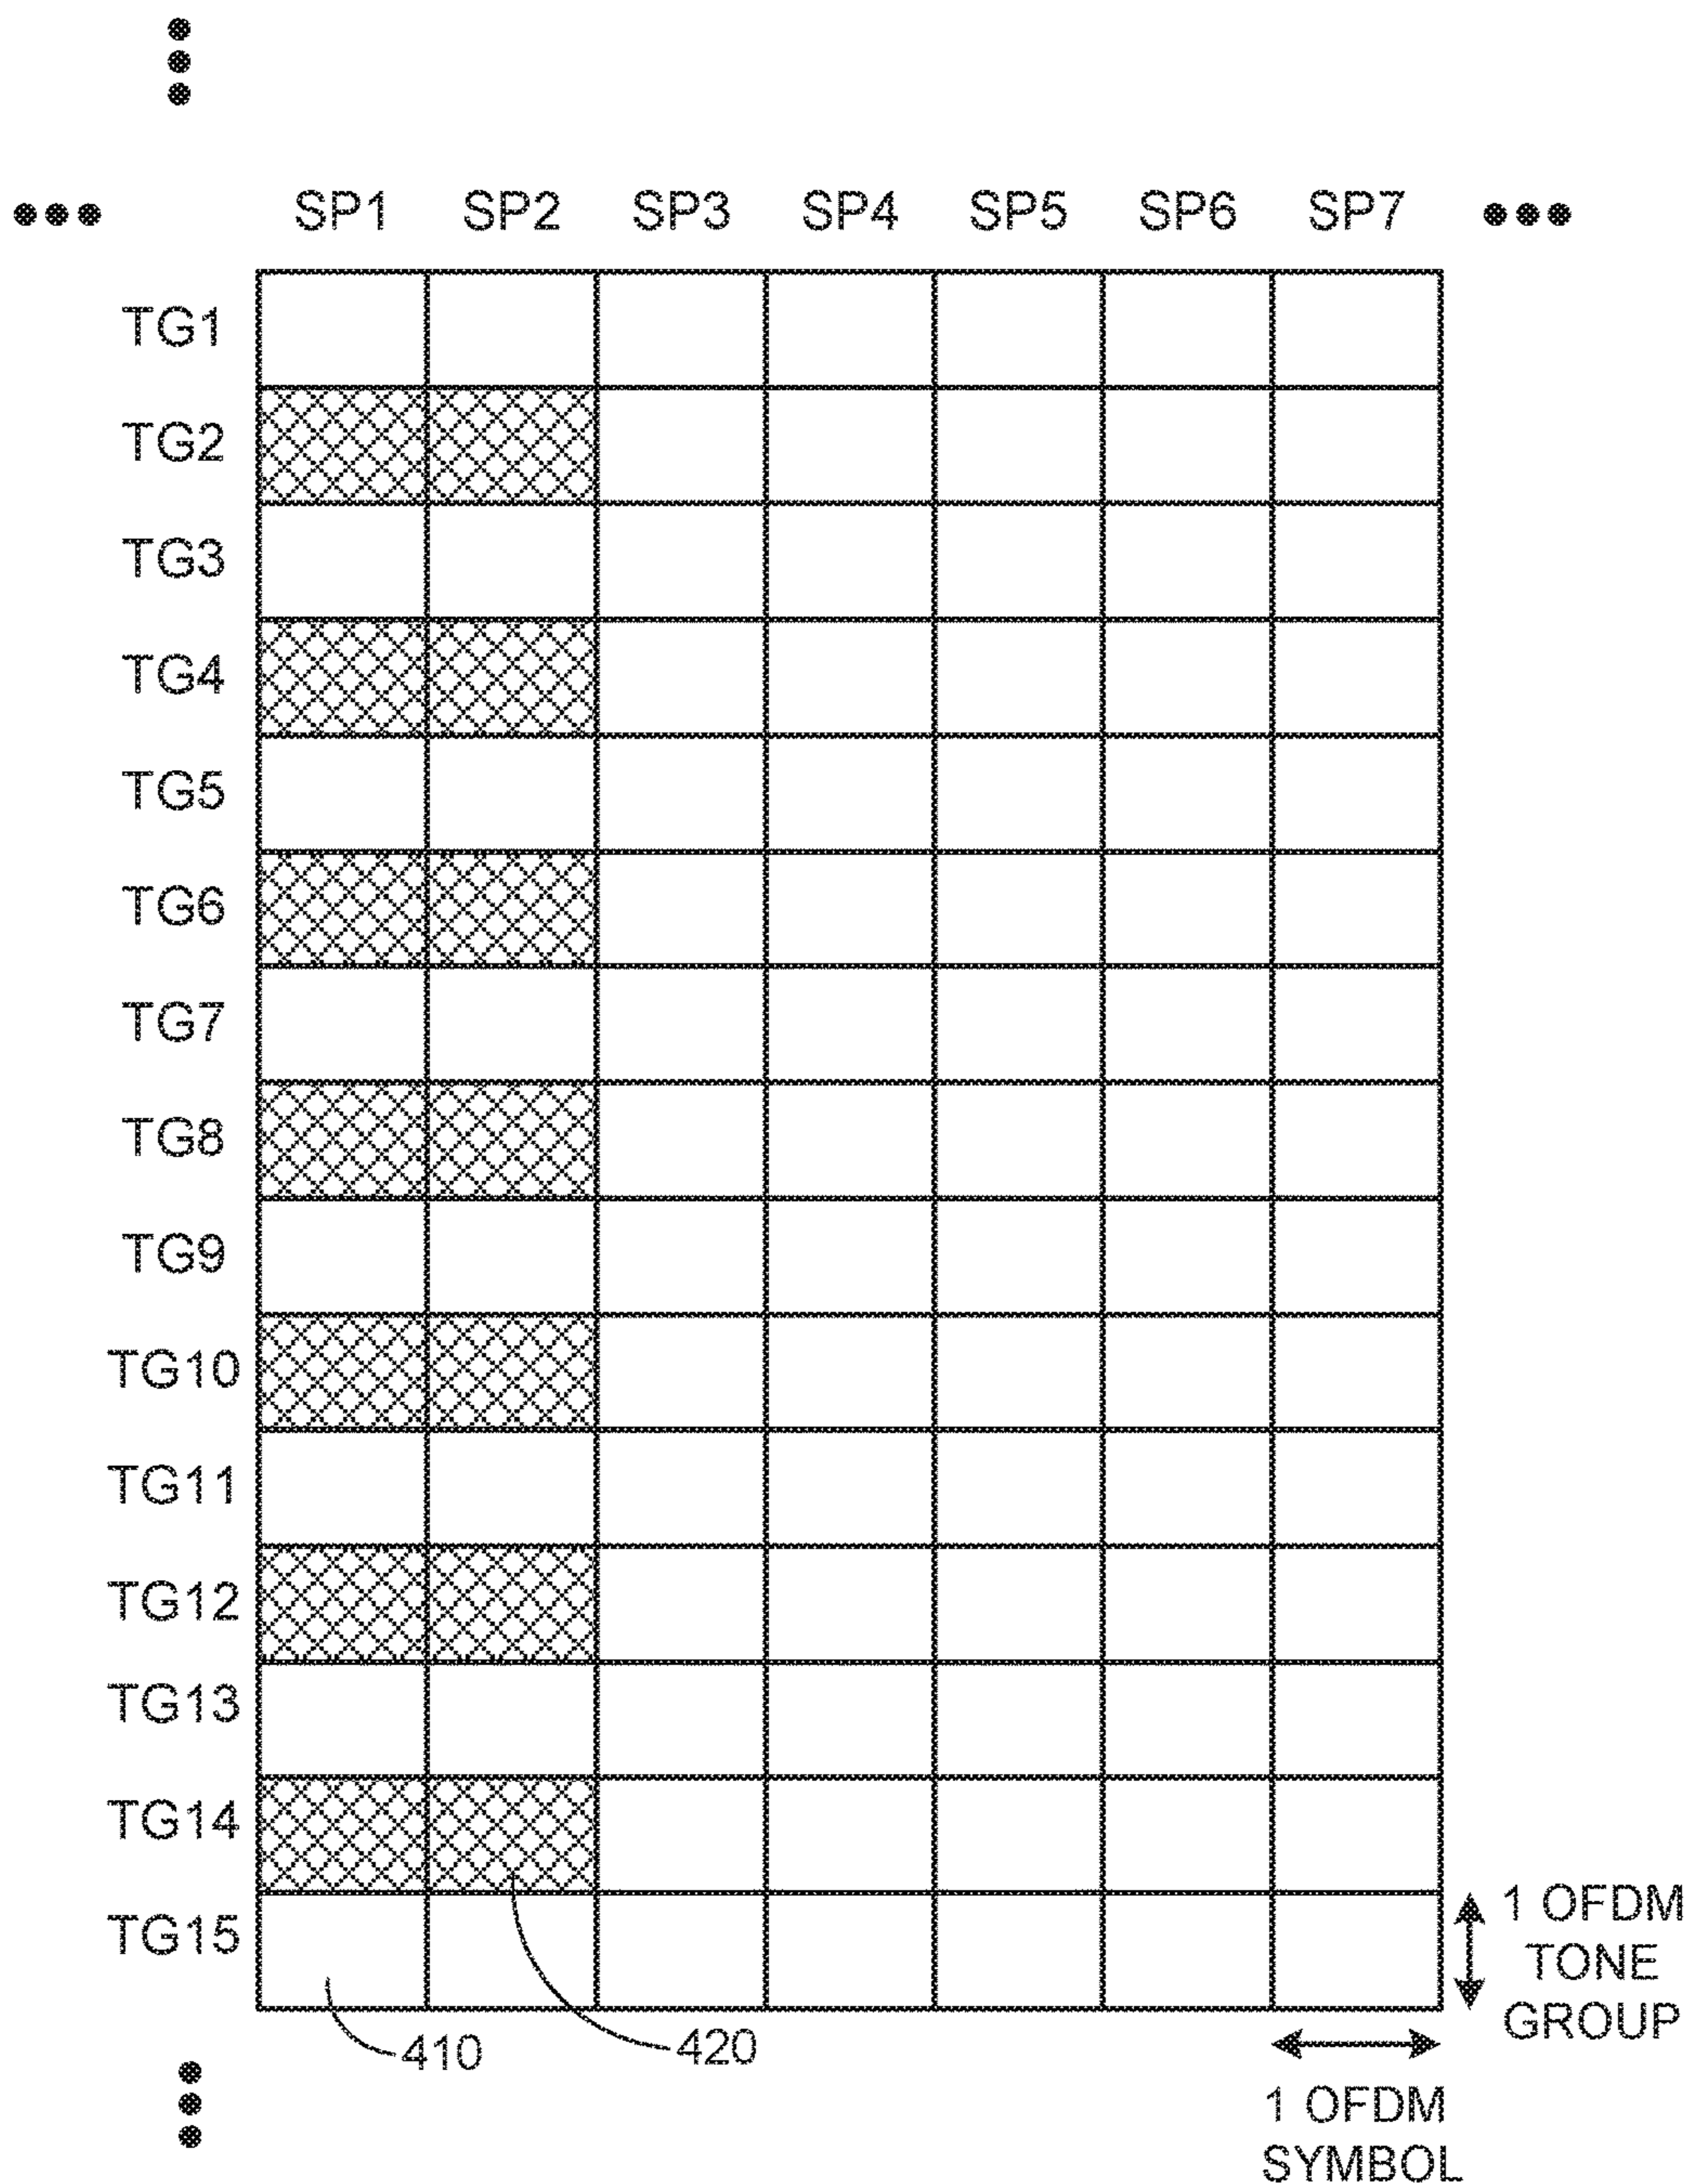 SP1 SP2 SP3 SP4 SP5 SP6 SP7
TG1
TG2
TG3
TG4
TG5
TG6
TG7
TG8
TG9
TG10
TG11
TG12
TG13
TG14
TG15
1 OFDM
TONE
GROUP
410
420
1 OFDM
SYMBOL